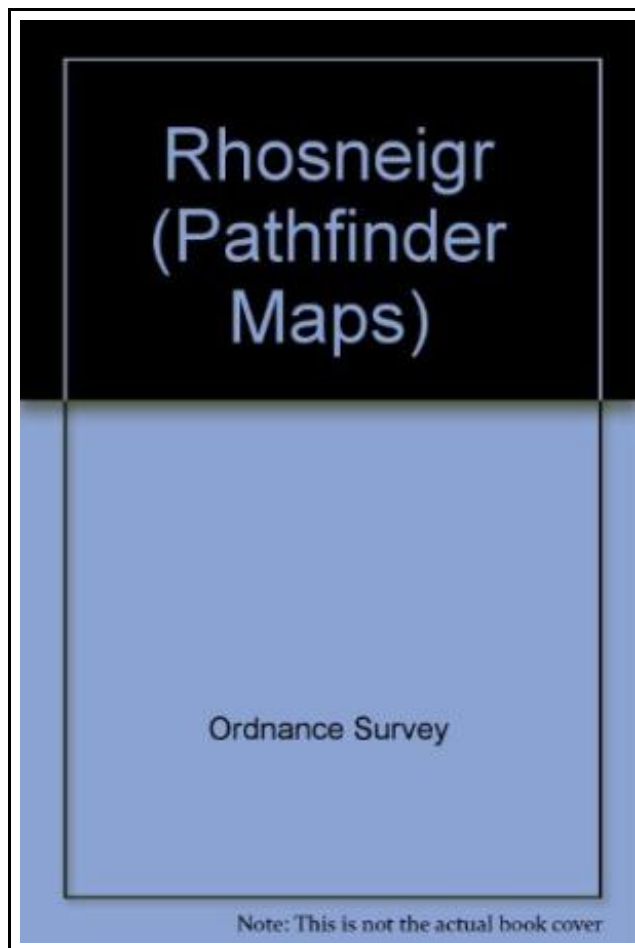 Rhosneigr
(Pathfinder
Maps)
Ordnance Survey
Note: This is not the actual book cover